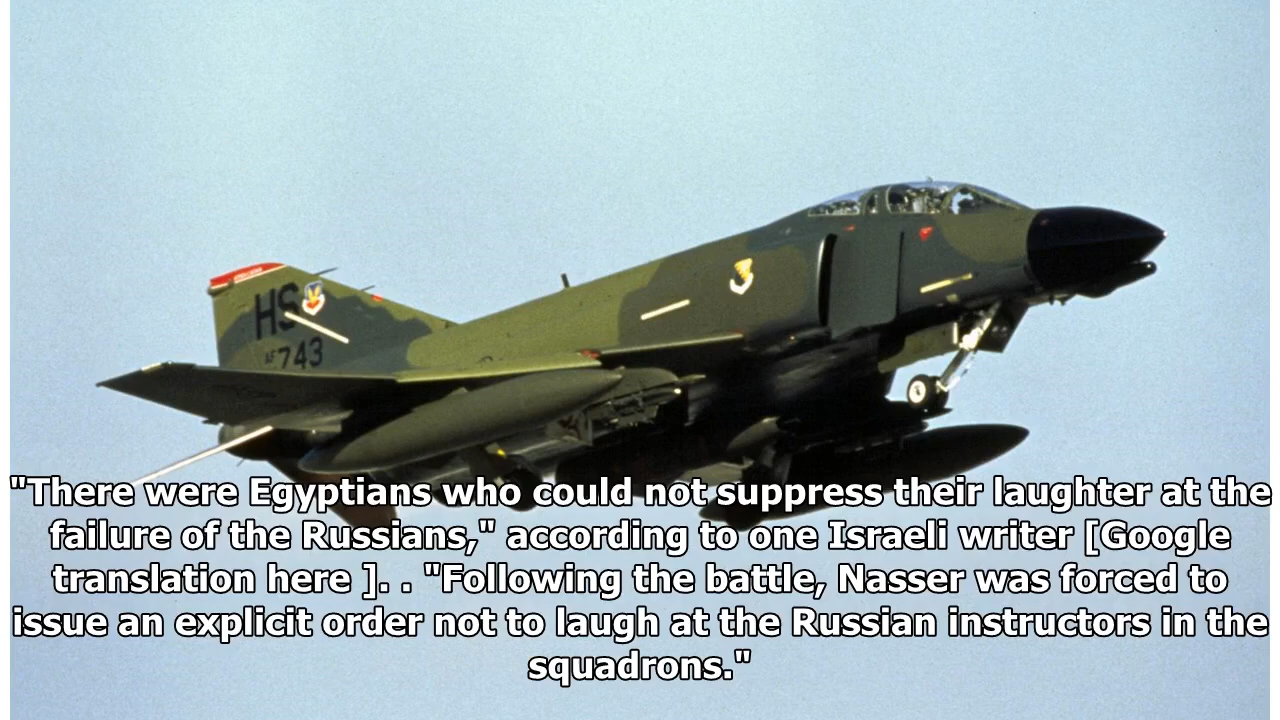 HS
AF743
"There were Egyptians who could not suppress their laughter at the
failure of the Russians," according to one Israeli writer [Google
translation here ]. . "Following the battle, Nasser was forced to
issue an explicit order not to laugh at the Russian instructors in the
squadrons."